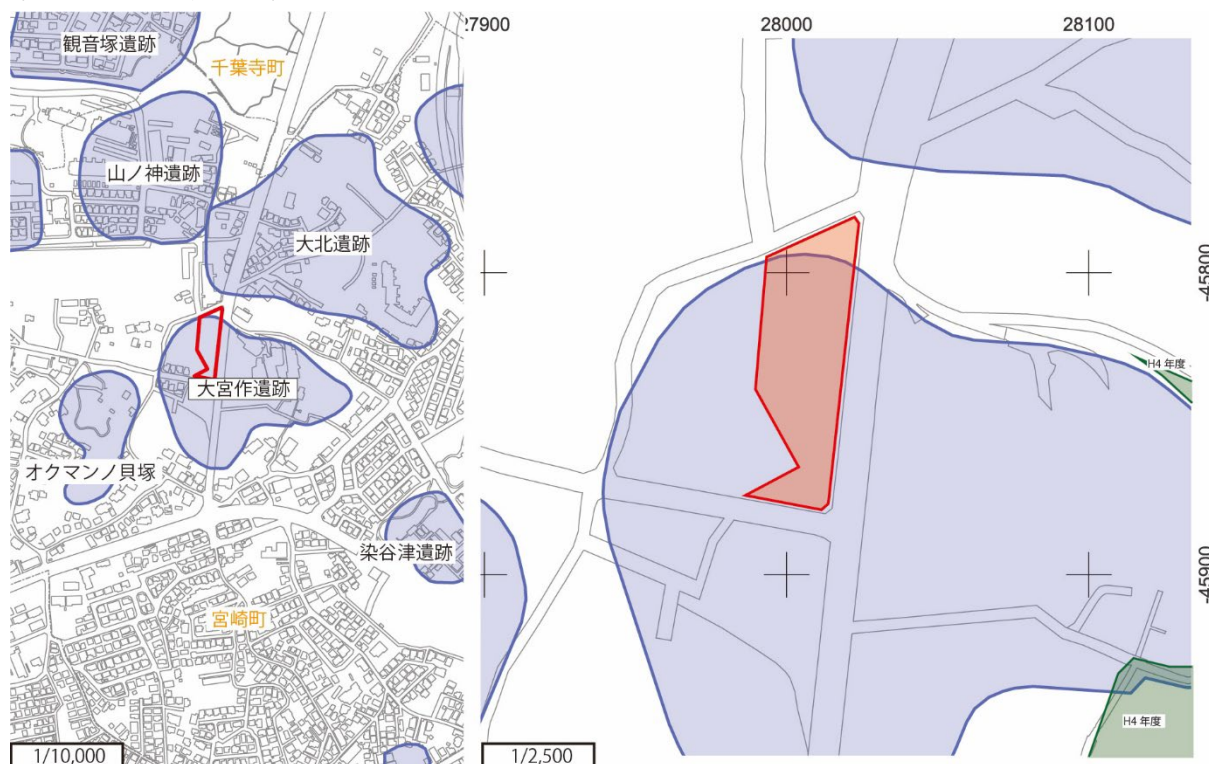 観音塚遺跡
千葉寺町
山ノ神遺跡
大北遺跡
大宮作遺跡
オクマンノ貝塚
染谷津遺跡
宮崎町
1/10,000
27900
28000
28100
-45800
H4 年度
-45900
H4 年度
1/2,500